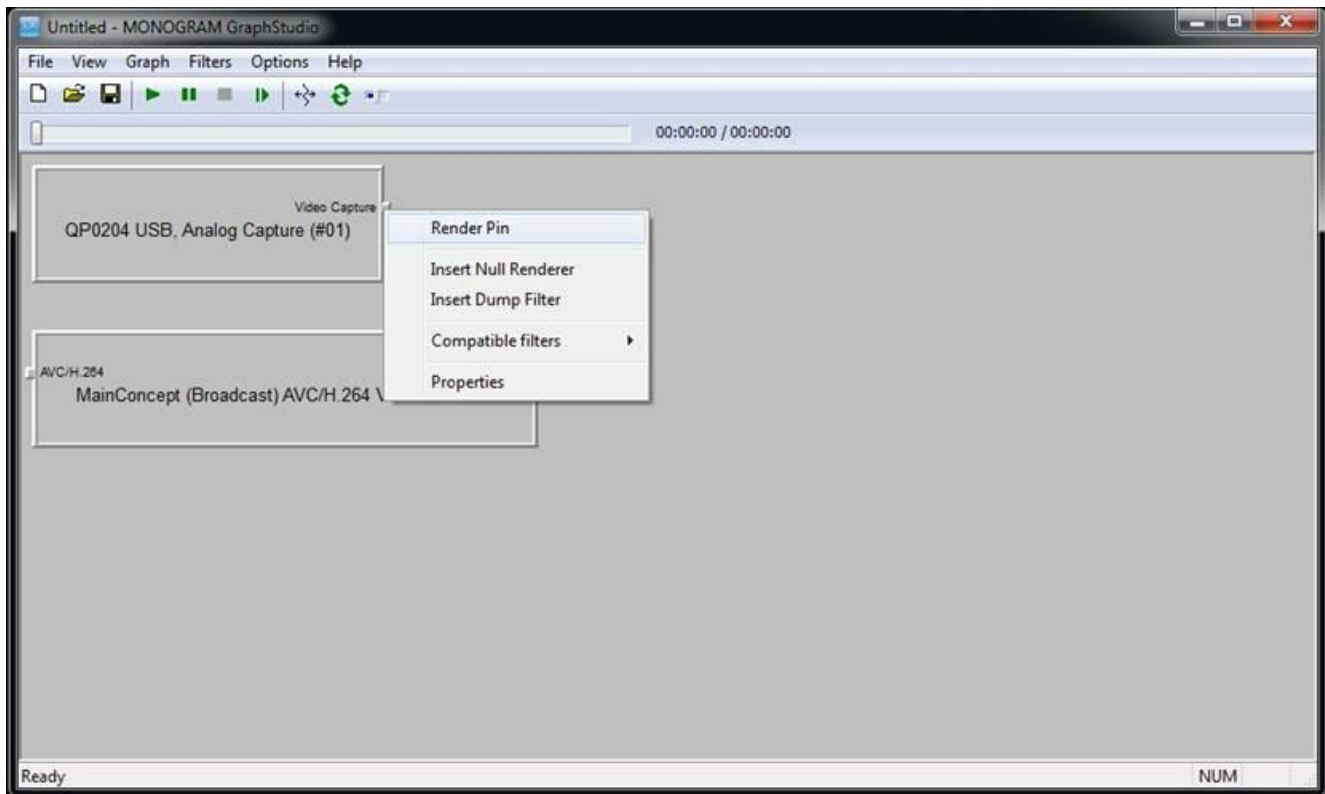 Untitled - MONOGRAM GraphStudio
File View Graph Filters Options Help
00:00:00 / 00:00:00
Video Capture
QP0204 USB, Analog Capture (#01)
Render Pin
Insert Null Renderer
Insert Dump Filter
Compatible filters
Properties
AVC/H.264
MainConcept (Broadcast) AVC/H.264 V
Ready
NUM